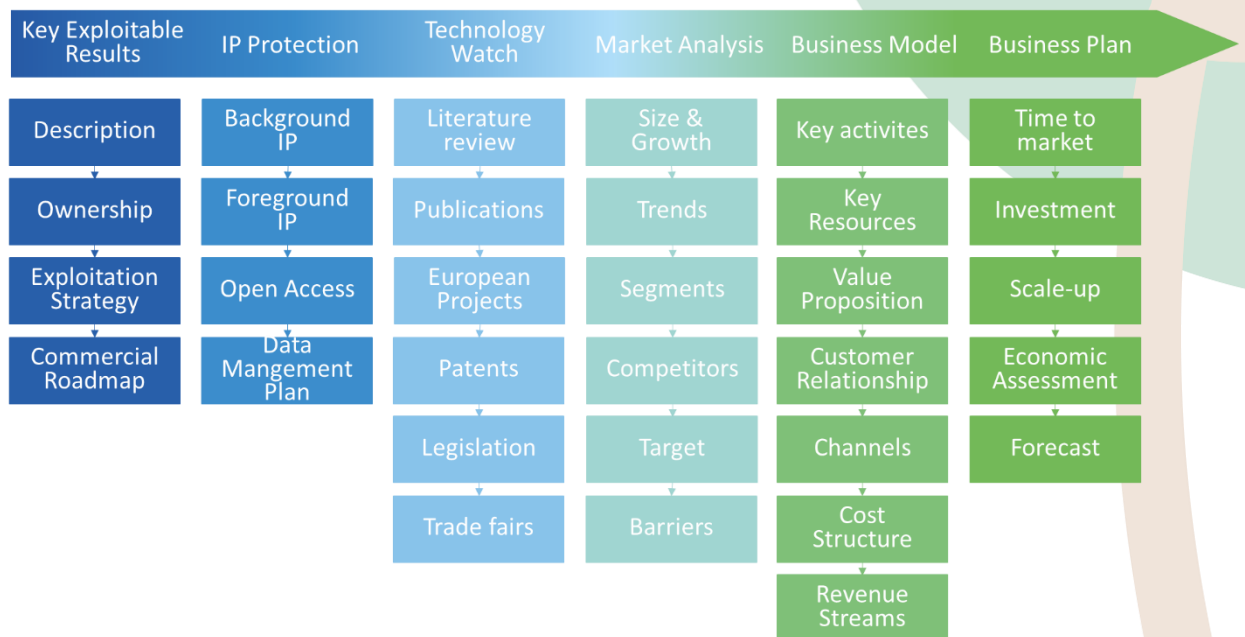 Key Exploitable
Results
IP Protection
Technology
Watch
Market Analysis
Business Model
Business Plan
Description
Ownership
Exploitation
Strategy
Commercial
Roadmap
Background
IP
Foreground
IP
Open Access
Data
Mangement
Plan
Literature
review
Publications
European
Projects
Patents
Legislation
Trade fairs
Size &
Growth
Trends
Segments
Competitors
Target
Barriers
Key activites
Key
Resources
Value
Proposition
Customer
Relationship
Channels
Cost
Structure
Revenue
Streams
Time to
market
Investment
Scale-up
Economic
Assessment
Forecast